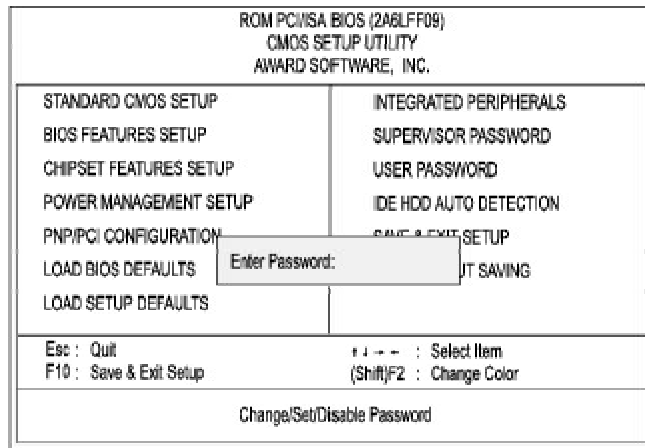 ROM PCI/ISA BIOS (2A6LFF09)
CMOS SETUP UTILITY
AWARD SOFTWARE, INC.
STANDARD CMOS SETUP
BIOS FEATURES SETUP
CHIPSET FEATURES SETUP
POWER MANAGEMENT SETUP
PNP/PCI CONFIGURATION
LOAD BIOS DEFAULTS
LOAD SETUP DEFAULTS
INTEGRATED PERIPHERALS
SUPERVISOR PASSWORD
USER PASSWORD
IDE HDD AUTO DETECTION
SAVE & EXIT SETUP
UT SAVING
Enter Password:
Esc : Quit
F10 : Save & Exit Setup
↑ ↓ → ← : Select Item
(Shift)F2 : Change Color
Change/Set/Disable Password